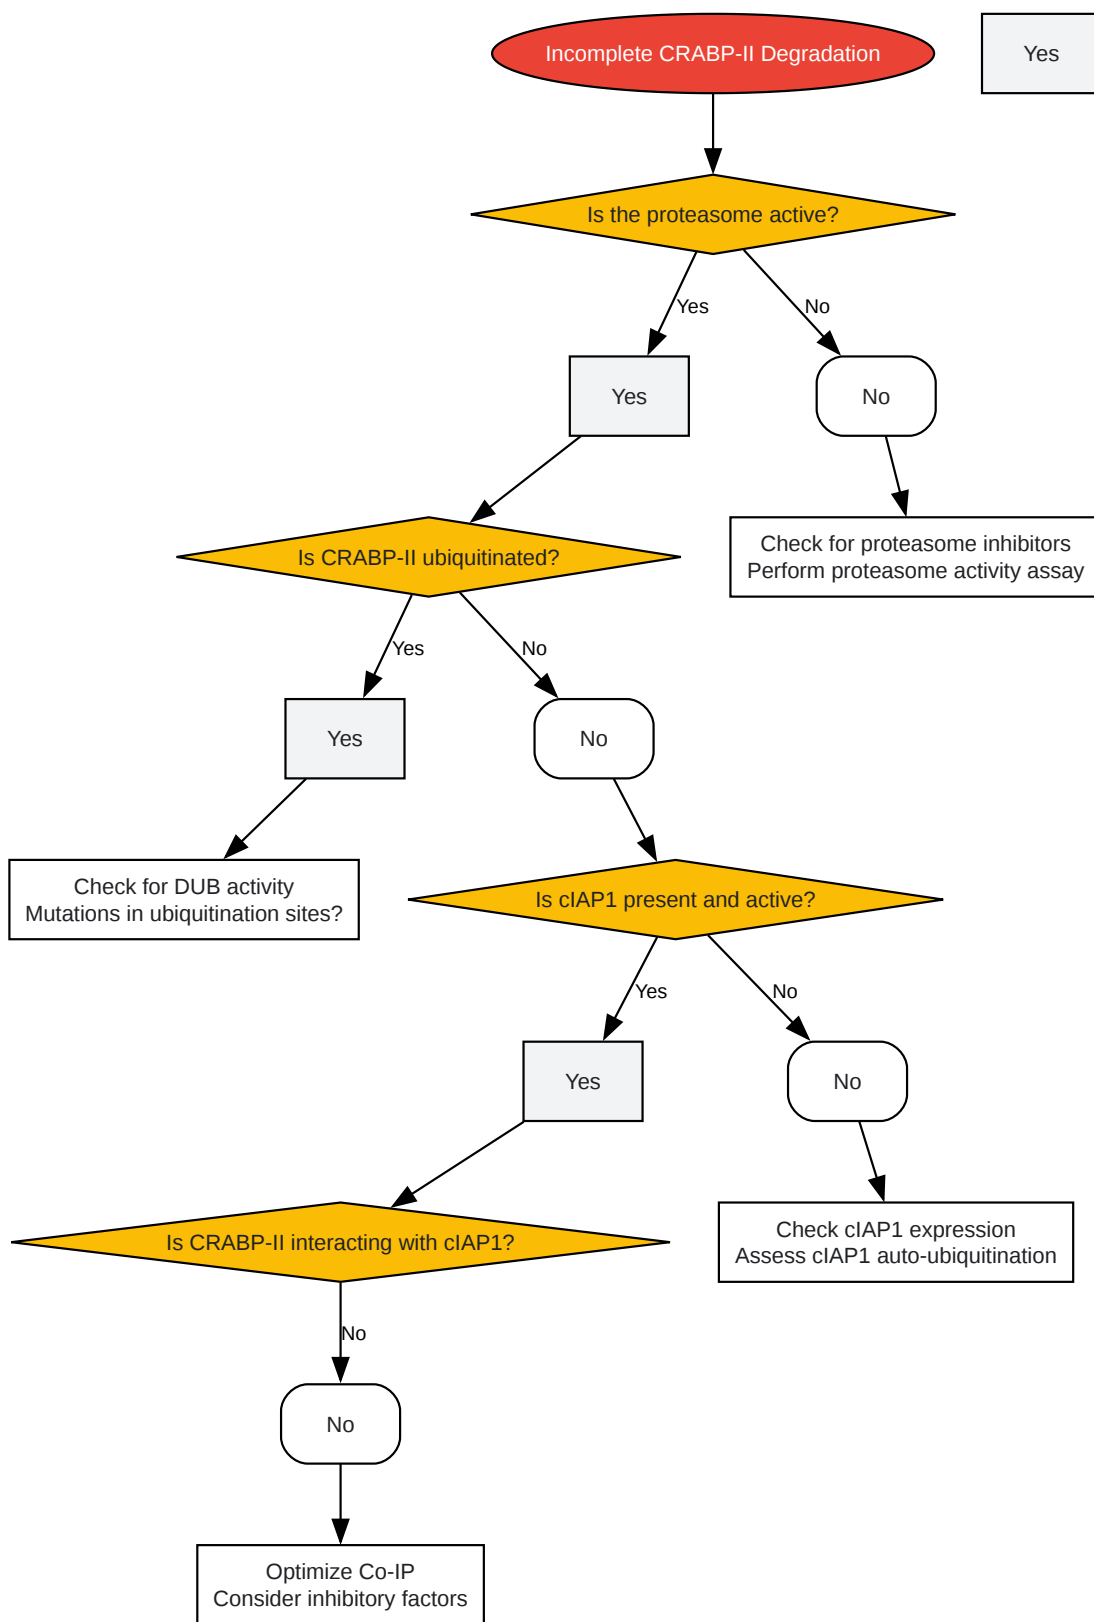 Incomplete CRABP-II Degradation
Yes
Is the proteasome active?
Yes
No
Yes
No
Is CRABP-II ubiquitinated?
Check for proteasome inhibitors
Perform proteasome activity assay
Yes
No
Yes
No
Check for DUB activity
Mutations in ubiquitination sites?
Is cIAP1 present and active?
Yes
No
Yes
No
Is CRABP-II interacting with cIAP1?
Check cIAP1 expression
Assess cIAP1 auto-ubiquitination
No
No
Optimize Co-IP
Consider inhibitory factors